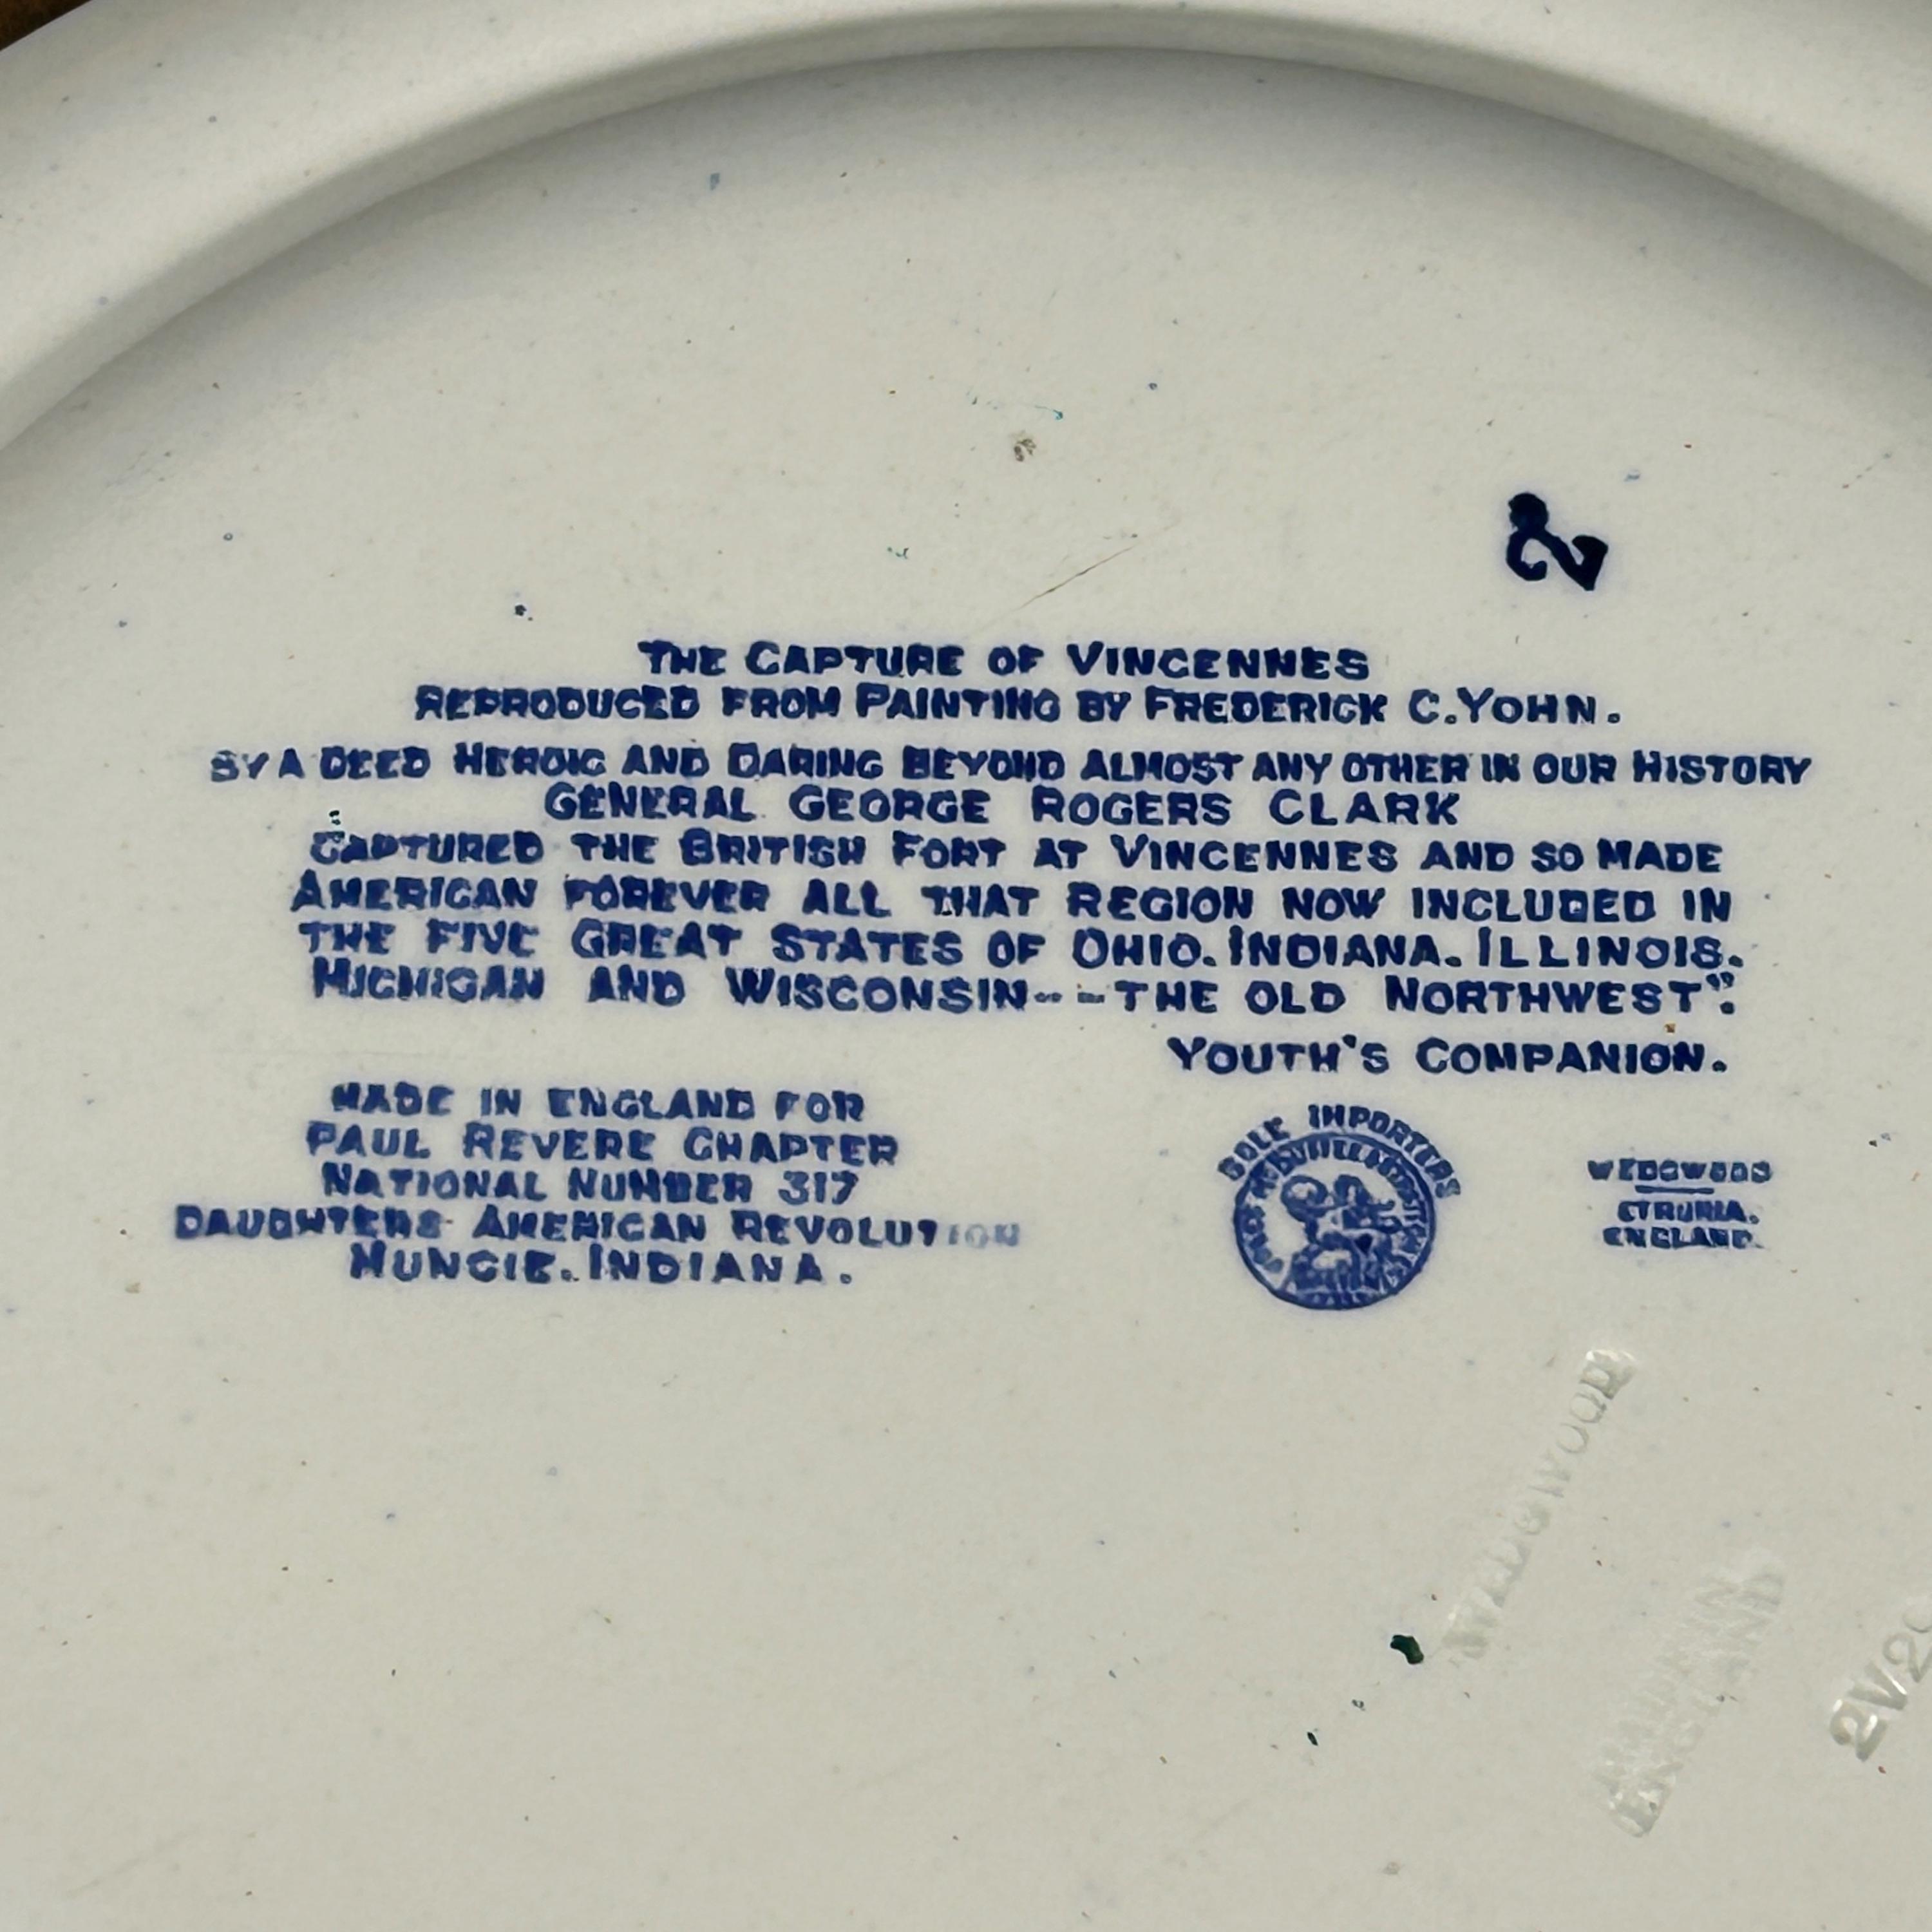 2
THE CAPTURE OF VINCENNES
REPRODUCED FROM PAINTING BY FREDERICK C. YOHN.
BY A DEED HEROIC AND DARING BEYOND ALMOST ANY OTHER IN OUR HISTORY
GENERAL GEORGE ROGERS CLARK
CAPTURED THE BRITISH FORT AT VINCENNES AND SO MADE
AMERICAN FOREVER ALL THAT REGION NOW INCLUDED IN
THE FIVE GREAT STATES OF OHIO. INDIANA. ILLINOIS.
MICHIGAN AND WISCONSIN -- - THE OLD NORTHWEST".
YOUTH'S COMPANION.
MADE IN ENGLAND FOR
PAUL REVERE CHAPTER
NATIONAL NUMBER 317
DAUGHTERS AMERICAN REVOLUTION
MUNCIE. INDIANA.
SOLE IMPORTERS
WEDGWOOD
ETRURIA.
ENGLAND.
WEDGWOOD
MADE IN
ENGLAND